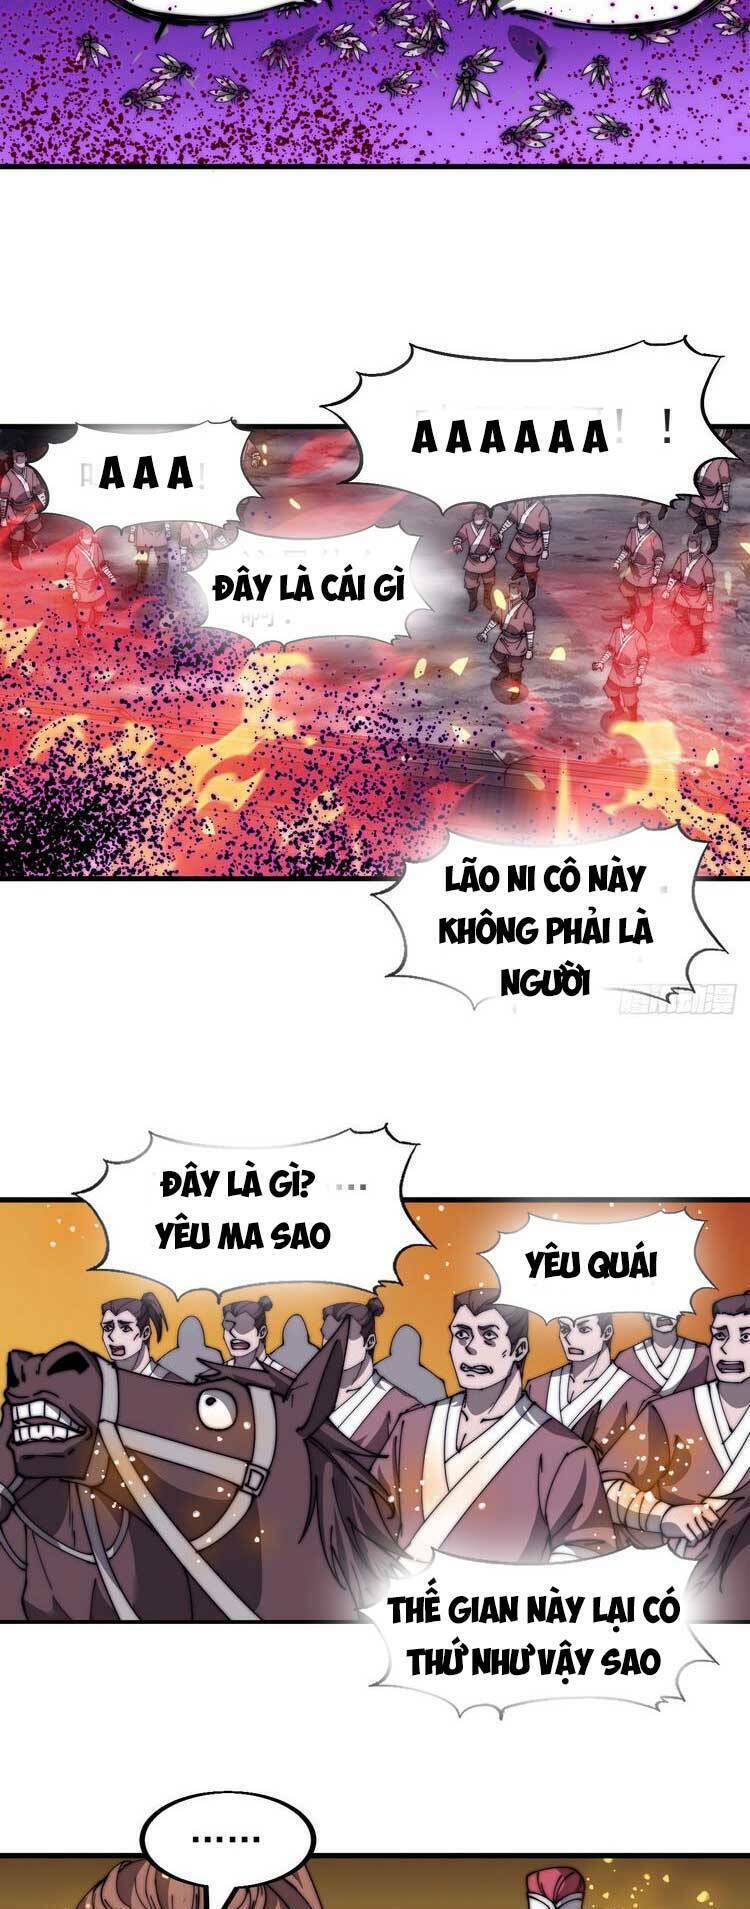 AAAAAA! !
AAA
ĐÂY LÀ CÁI GÌ
LÃO NI CÔ NÀY
KHÔNG PHẢI LÀ
NGƯỜI
ĐÂY LÀ GÌ? ...
YÊU MA SAO
YÊU QUÁI
THẾ GIAN NÀY LẠI CÓ
THỨ NHƯ VẬY SAO
......